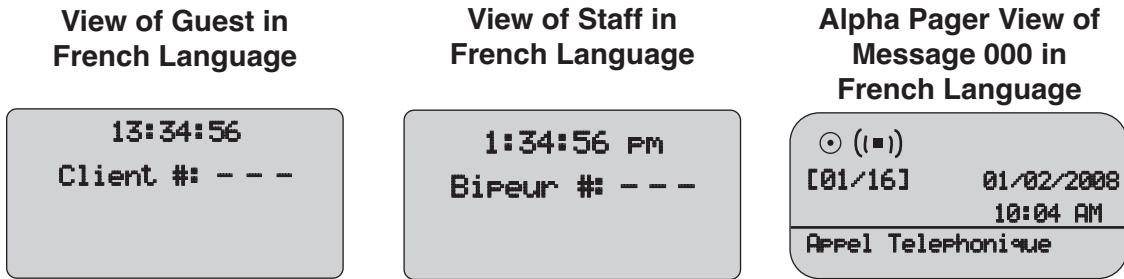 View of Guest in
French Language
13:34:56
Client #: - - -
View of Staff in
French Language
1:34:56 pm
Bipeur #: - - -
Alpha Pager View of
Message 000 in
French Language
[01/16] 01/02/2008
10:04 AM
Appel Telephonique